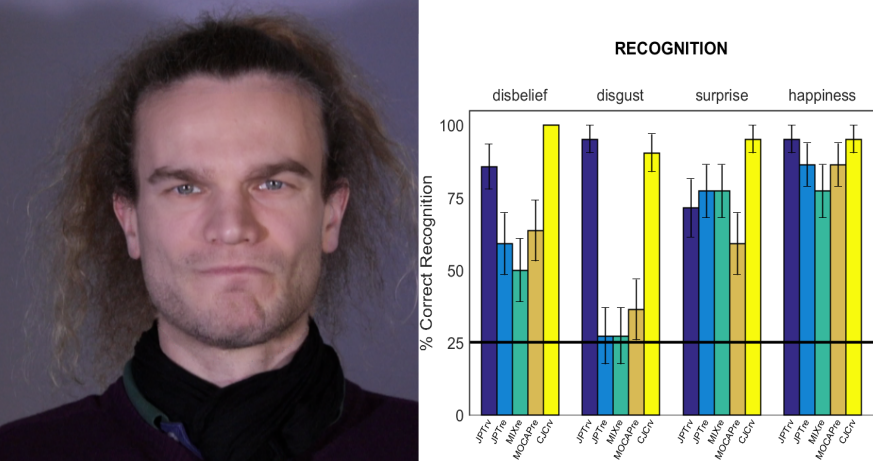 RECOGNITION
disbelief disgust surprise happiness
% Correct Recognition
100
75
50
25
0
JPTrv JPTre MIXre MOCAPre CJCrv JPTrv JPTre MIXre MOCAPre CJCrv JPTrv JPTre MIXre MOCAPre CJCrv JPTrv JPTre MIXre MOCAPre CJCrv